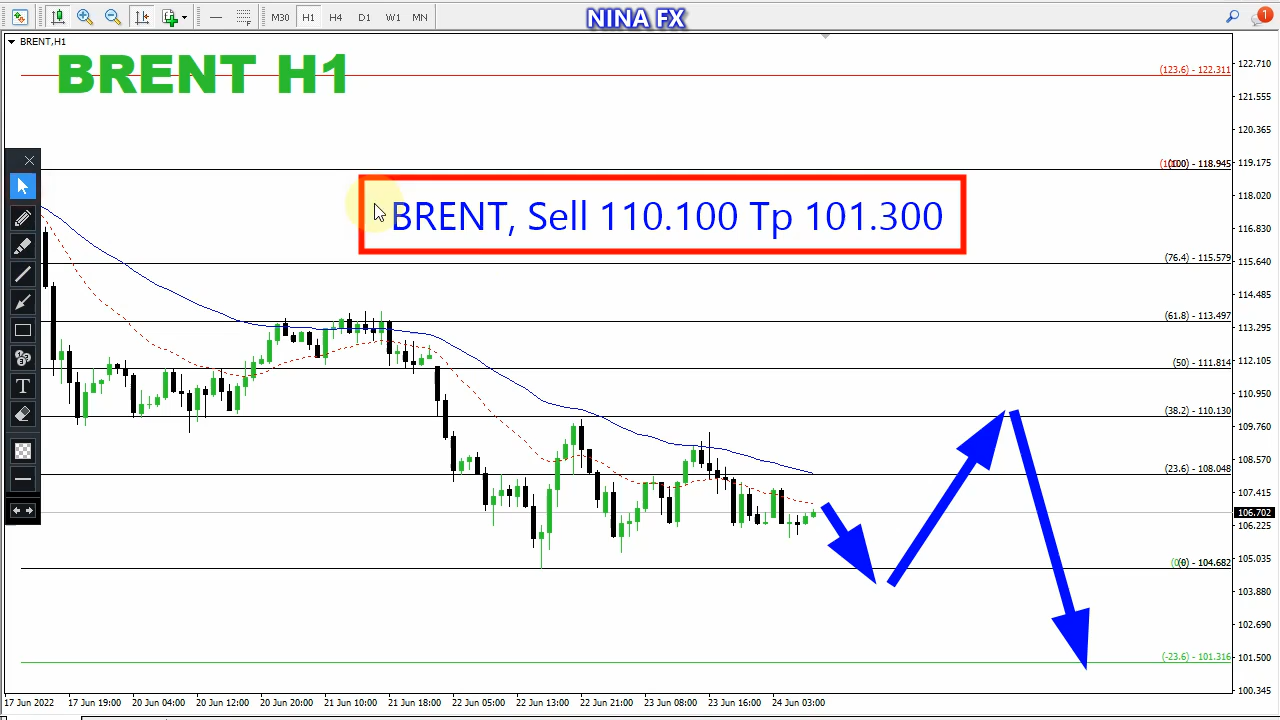 M30 H1 H4 D1 W1 MN
NINA FX
1
BRENT,H1
BRENT H1
BRENT, Sell 110.100 Tp 101.300
(123.6) - 122.311
(100) - 118.945
(76.4) - 115.579
(61.8) - 113.497
(50) - 111.814
(38.2) - 110.130
(23.6) - 108.048
(0) - 104.682
(-23.6) - 101.316
122.710
121.555
120.365
119.175
118.020
116.830
115.640
114.485
113.295
112.105
110.950
109.760
108.570
107.415
106.702
106.225
105.035
103.880
102.690
101.500
100.345
T
17 Jun 2022 17 Jun 19:00 20 Jun 04:00 20 Jun 12:00 20 Jun 20:00 21 Jun 10:00 21 Jun 18:00 22 Jun 05:00 22 Jun 13:00 22 Jun 21:00 23 Jun 08:00 23 Jun 16:00 24 Jun 03:00